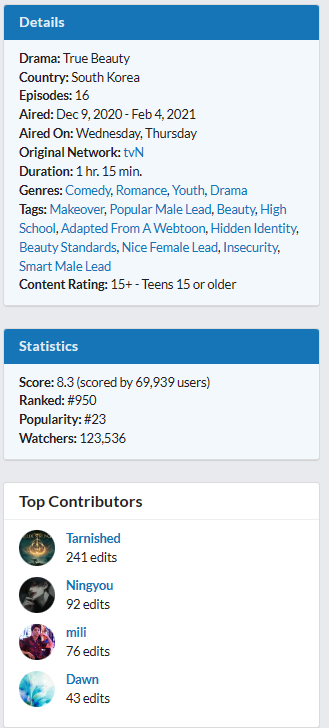 Details
Drama: True Beauty
Country: South Korea
Episodes: 16
Aired: Dec 9, 2020 - Feb 4, 2021
Aired On: Wednesday, Thursday
Original Network: tvN
Duration: 1 hr. 15 min.
Genres: Comedy, Romance, Youth, Drama
Tags: Makeover, Popular Male Lead, Beauty, High
School, Adapted From A Webtoon, Hidden Identity,
Beauty Standards, Nice Female Lead, Insecurity,
Smart Male Lead
Content Rating: 15+ - Teens 15 or older
Statistics
Score: 8.3 (scored by 69,939 users)
Ranked: #950
Popularity: #23
Watchers: 123,536
Top Contributors
Tarnished
241 edits
Ningyou
92 edits
mili
76 edits
Dawn
43 edits